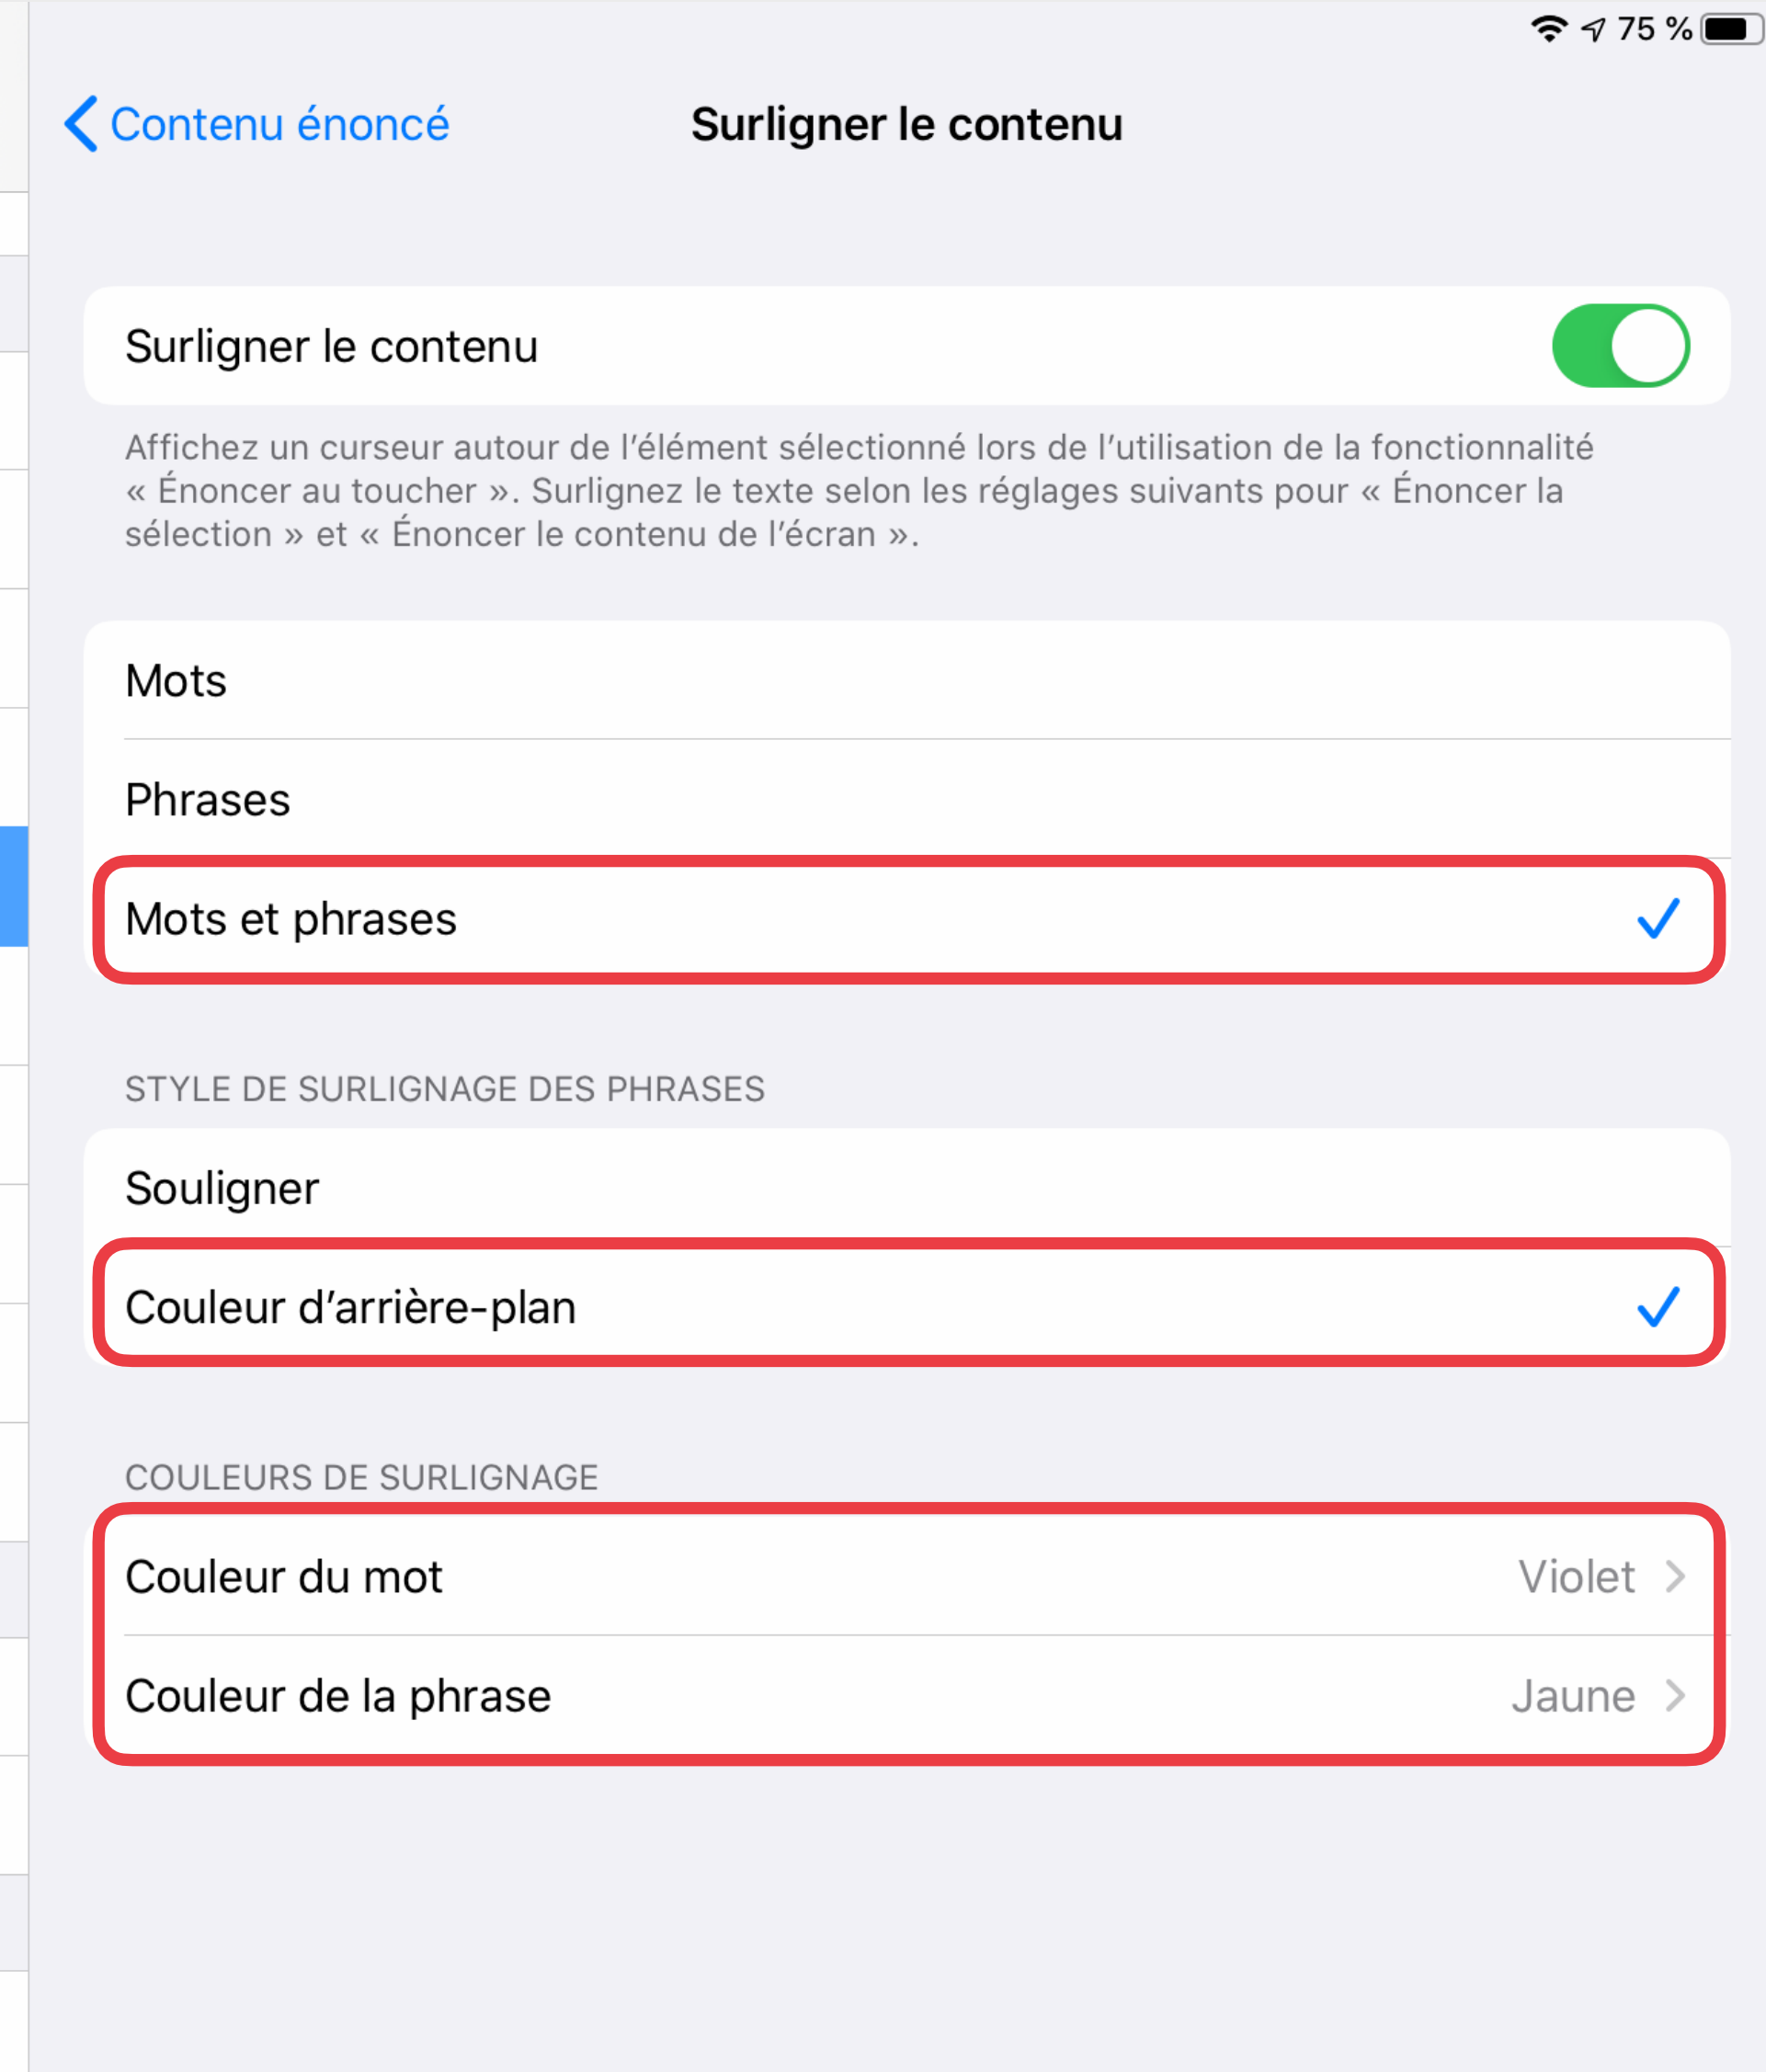 75 %
Contenu énoncé
Surligner le contenu
Surligner le contenu
Affichez un curseur autour de l’élément sélectionné lors de l’utilisation de la fonctionnalité
« Énoncer au toucher ». Surlignez le texte selon les réglages suivants pour « Énoncer la
sélection » et « Énoncer le contenu de l’écran ».
Mots
Phrases
Mots et phrases
STYLE DE SURLIGNAGE DES PHRASES
Souligner
Couleur d’arrière-plan
COULEURS DE SURLIGNAGE
Couleur du mot Violet
Couleur de la phrase Jaune